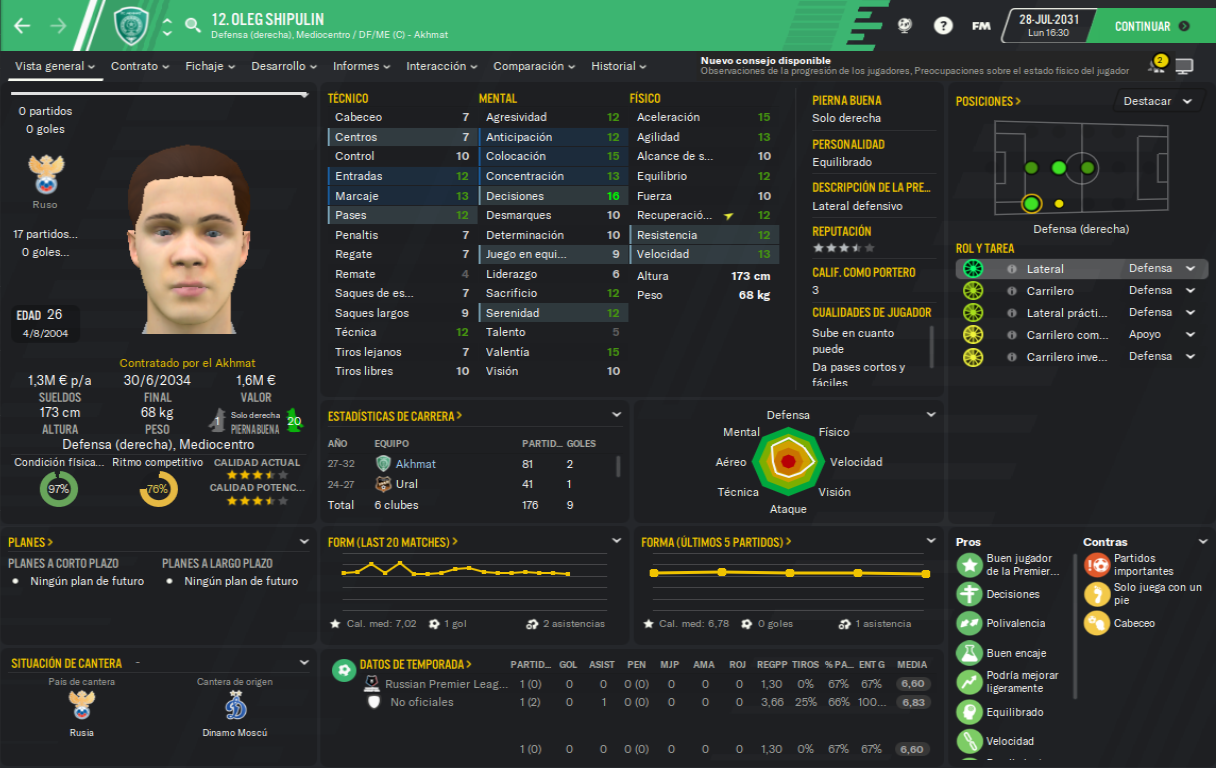 12. OLEG SHIPULIN
Defensa (derecha), Mediocentro / DF/ME (C) - Akhmat
?
FM
28-JUL-2031
Lun 16:30
CONTINUAR
Vista general
Contrato
Fichaje
Desarrollo
Informes
Interacción
Comparación
Historial
Nuevo consejo disponible
Observaciones de la progresión de los jugadores, Preocupaciones sobre el estado físico del jugador
2
0 partidos
0 goles
Ruso
17 partidos...
0 goles...
EDAD 26
4/8/2004
Contratado por el Akhmat
1,3M € p/a
SUELDOS
30/6/2034
FINAL
1,6M €
VALOR
173 cm
ALTURA
68 kg
PESO
1
Solo derecha
PIERNA BUENA
20
Defensa (derecha), Mediocentro
Condición física...
97%
Ritmo competitivo
76%
CALIDAD ACTUAL
CALIDAD POTENC...
TÉCNICO
Cabeceo 7
Centros 7
Control 10
Entradas 12
Marcaje 13
Pases 12
Penaltis 7
Regate 7
Remate 4
Saques de es... 7
Saques largos 9
Técnica 12
Tiros lejanos 7
Tiros libres 10
MENTAL
Agresividad 12
Anticipación 12
Colocación 15
Concentración 13
Decisiones 16
Desmarques 10
Determinación 10
Juego en equi... 9
Liderazgo 6
Sacrificio 12
Serenidad 12
Talento 5
Valentía 15
Visión 10
FÍSICO
Aceleración 15
Agilidad 13
Alcance de s... 10
Equilibrio 12
Fuerza 10
Recuperació... 12
Resistencia 12
Velocidad 13
Altura 173 cm
Peso 68 kg
PIERNA BUENA
Solo derecha
PERSONALIDAD
Equilibrado
DESCRIPCIÓN DE LA PRE...
Lateral defensivo
REPUTACIÓN
CALIF. COMO PORTERO
3
CUALIDADES DE JUGADOR
Sube en cuanto
puede
Da pases cortos y
fáciles
POSICIONES >
Destacar
Defensa (derecha)
ROL Y TAREA
Lateral Defensa
Carrilero Defensa
Lateral prácti... Defensa
Carrilero com... Apoyo
Carrilero inve... Defensa
ESTADÍSTICAS DE CARRERA >
AÑO EQUIPO PARTID... GOLES
27-32 Akhmat 81 2
24-27 Ural 41 1
Total 6 clubes 176 9
Defensa
Físico
Velocidad
Visión
Ataque
Técnica
Aéreo
Mental
PLANES >
PLANES A CORTO PLAZO
Ningún plan de futuro
PLANES A LARGO PLAZO
Ningún plan de futuro
FORM (LAST 20 MATCHES) >
Cal. med: 7,02
1 gol
2 asistencias
FORMA (ÚLTIMOS 5 PARTIDOS) >
Cal. med: 6,78
0 goles
1 asistencia
Pros
Buen jugador
de la Premier...
Decisiones
Polivalencia
Buen encaje
Podría mejorar
ligeramente
Equilibrado
Velocidad
Contras
Partidos
importantes
Solo juega con un
pie
Cabeceo
SITUACIÓN DE CANTERA -
País de cantera
Rusia
Cantera de origen
Dinamo Moscú
DATOS DE TEMPORADA > PARTID... GOL ASIST PEN MJP AMA ROJ REGPP TIROS % PA... ENT G MEDIA
Russian Premier Leag... 1 (0) 0 0 0 (0) 0 0 0 1,30 0% 67% 67% 6,60
No oficiales 1 (2) 0 1 0 (0) 0 0 0 3,66 25% 66% 100... 6,83
1 (0) 0 0 0 (0) 0 0 0 1,30 0% 67% 67% 6,60